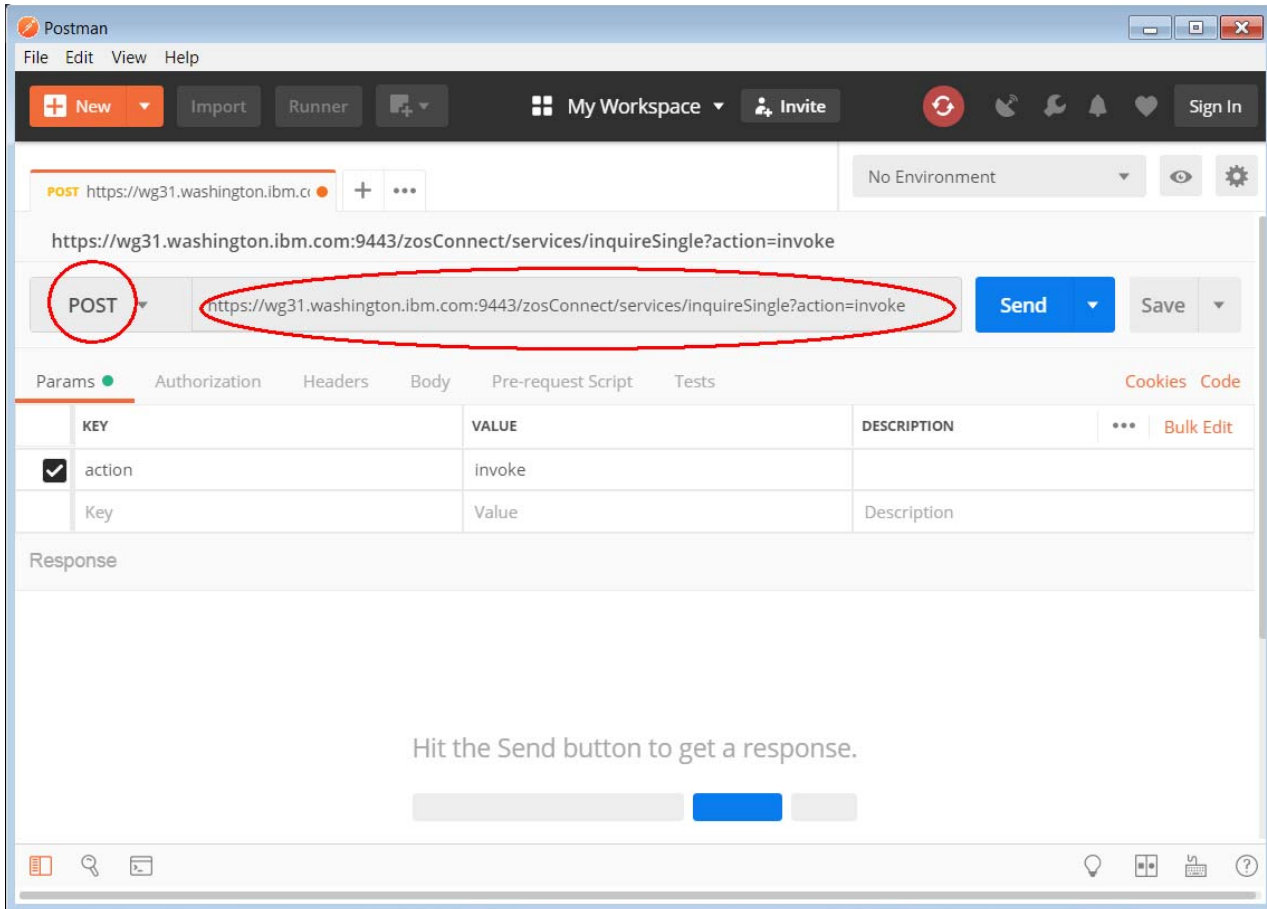 Postman
File Edit View Help
New Import Runner My Workspace Invite Sign In
POST https://wg31.washington.ibm.c No Environment
https://wg31.washington.ibm.com:9443/zosConnect/services/inquireSingle?action=invoke
POST https://wg31.washington.ibm.com:9443/zosConnect/services/inquireSingle?action=invoke Send Save
Params Authorization Headers Body Pre-request Script Tests Cookies Code
KEY VALUE DESCRIPTION Bulk Edit
action invoke
Key Value Description
Response
Hit the Send button to get a response.